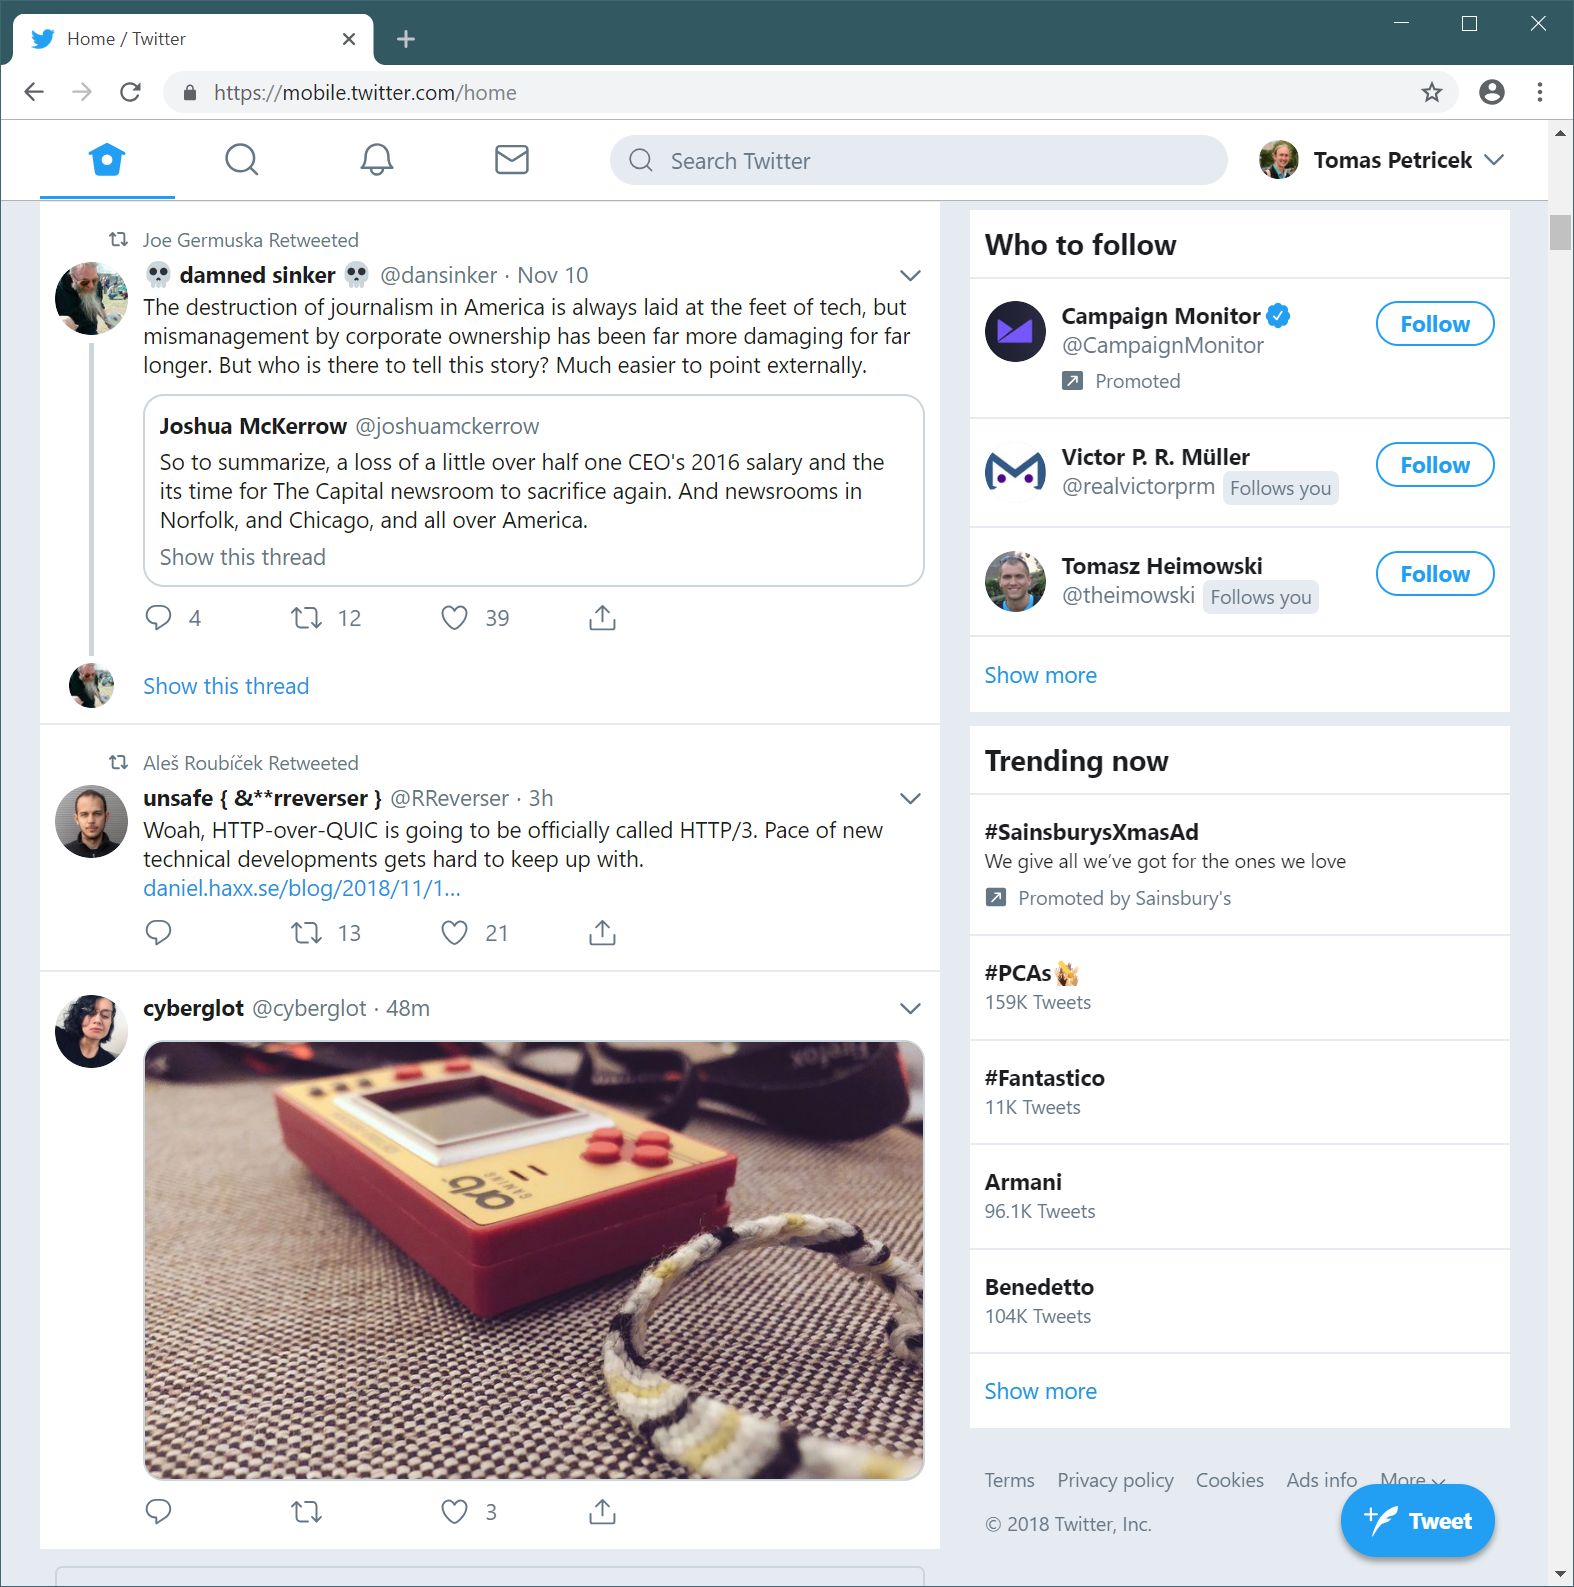 Home / Twitter
https://mobile.twitter.com/home
Search Twitter
Tomas Petricek
Joe Germuska Retweeted
💀 damned sinker 💀 @dansinker · Nov 10
The destruction of journalism in America is always laid at the feet of tech, but
mismanagement by corporate ownership has been far more damaging for far
longer. But who is there to tell this story? Much easier to point externally.
Joshua McKerrow @joshuamckerrow
So to summarize, a loss of a little over half one CEO's 2016 salary and the
its time for The Capital newsroom to sacrifice again. And newsrooms in
Norfolk, and Chicago, and all over America.
Show this thread
4 12 39
Show this thread
Aleš Roubíček Retweeted
unsafe { &**rreverser } @RReverser · 3h
Woah, HTTP-over-QUIC is going to be officially called HTTP/3. Pace of new
technical developments gets hard to keep up with.
daniel.haxx.se/blog/2018/11/1…
13 21
cyberglot @cyberglot · 48m
GAMING
3
Who to follow
Campaign Monitor
@CampaignMonitor
Follow
Promoted
Victor P. R. Müller
@realvictorprm Follows you
Follow
Tomasz Heimowski
@theimowski Follows you
Follow
Show more
Trending now
#SainsburysXmasAd
We give all we've got for the ones we love
Promoted by Sainsbury's
#PCAs
159K Tweets
#Fantastico
11K Tweets
Armani
96.1K Tweets
Benedetto
104K Tweets
Show more
Terms Privacy policy Cookies Ads info More
© 2018 Twitter, Inc.
Tweet